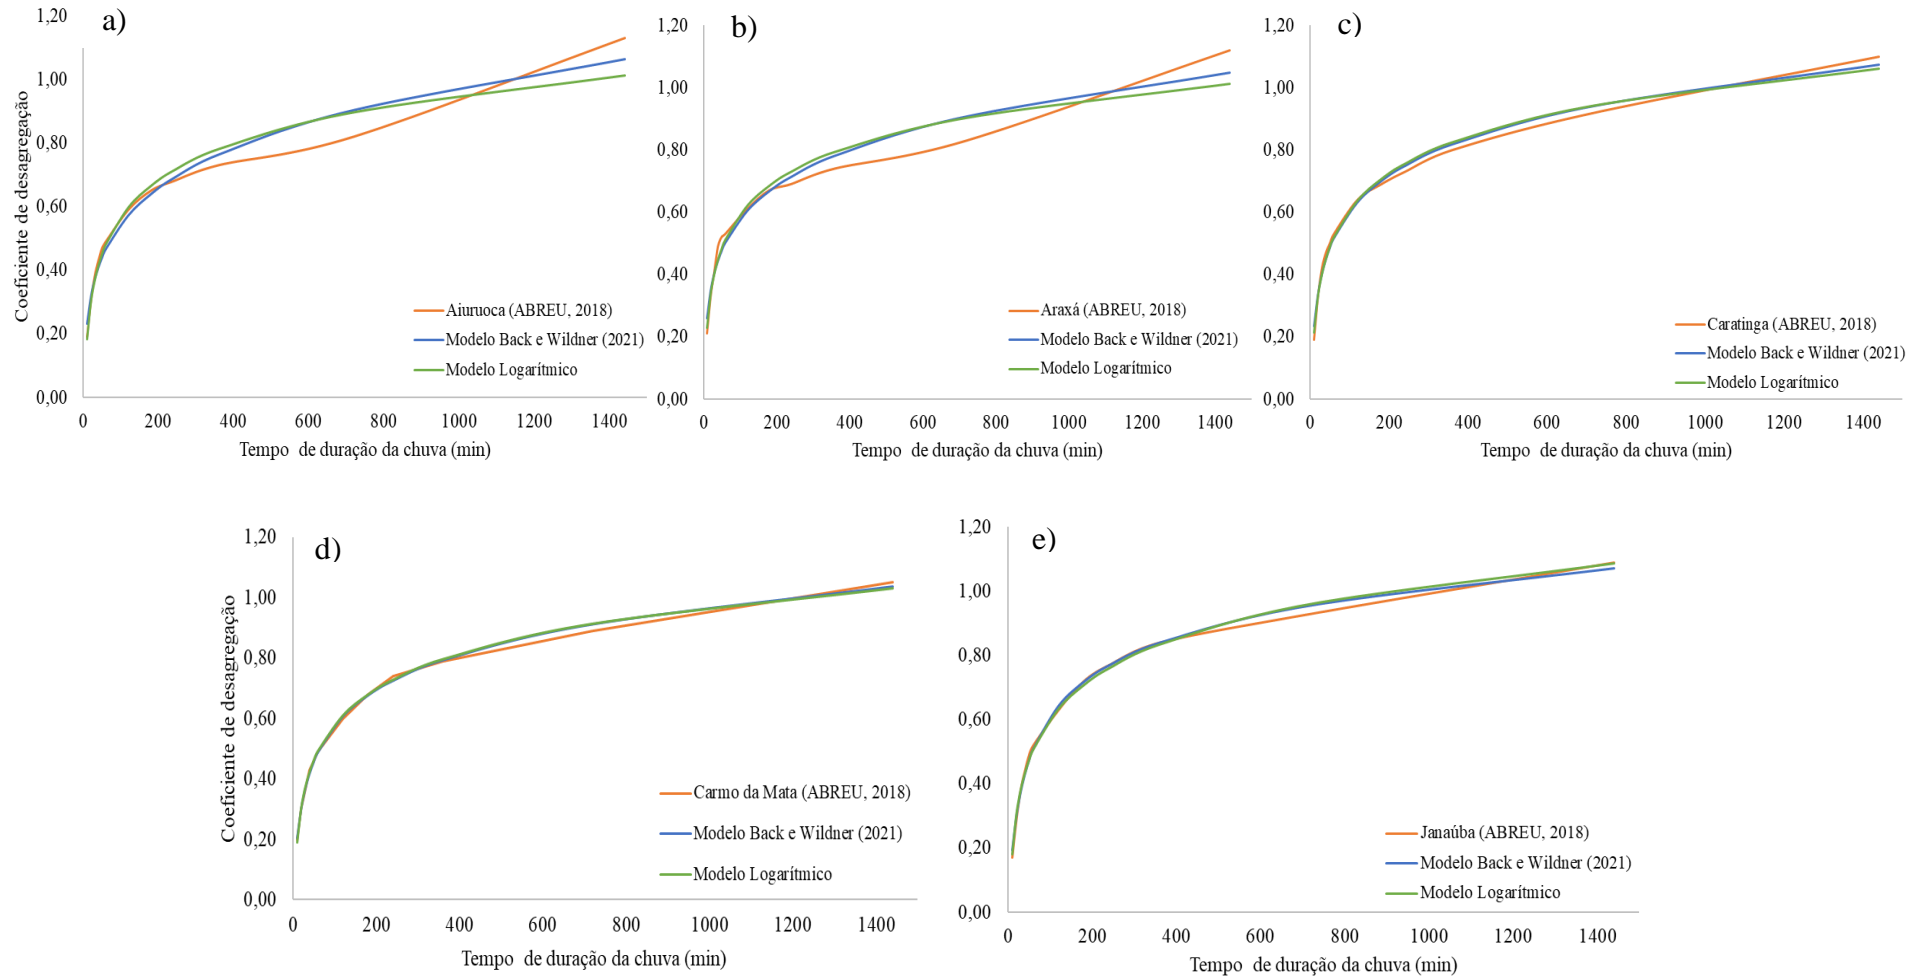 a)
Coeficiente de desagregação
1,20
1,00
0,80
0,60
0,40
0,20
0,00
0 200 400 600 800 1000 1200 1400
Tempo de duração da chuva (min)
Aiuruoca (ABREU, 2018)
Modelo Back e Wildner (2021)
Modelo Logarítmico
b)
1,20
1,00
0,80
0,60
0,40
0,20
0,00
0 200 400 600 800 1000 1200 1400
Tempo de duração da chuva (min)
Araxá (ABREU, 2018)
Modelo Back e Wildner (2021)
Modelo Logarítmico
c)
1,20
1,00
0,80
0,60
0,40
0,20
0,00
0 200 400 600 800 1000 1200 1400
Tempo de duração da chuva (min)
Caratinga (ABREU, 2018)
Modelo Back e Wildner (2021)
Modelo Logarítmico
d)
Coeficiente de desagregação
1,20
1,00
0,80
0,60
0,40
0,20
0,00
0 200 400 600 800 1000 1200 1400
Tempo de duração da chuva (min)
Carmo da Mata (ABREU, 2018)
Modelo Back e Wildner (2021)
Modelo Logarítmico
e)
1,20
1,00
0,80
0,60
0,40
0,20
0,00
0 200 400 600 800 1000 1200 1400
Tempo de duração da chuva (min)
Janaúba (ABREU, 2018)
Modelo Back e Wildner (2021)
Modelo Logarítmico